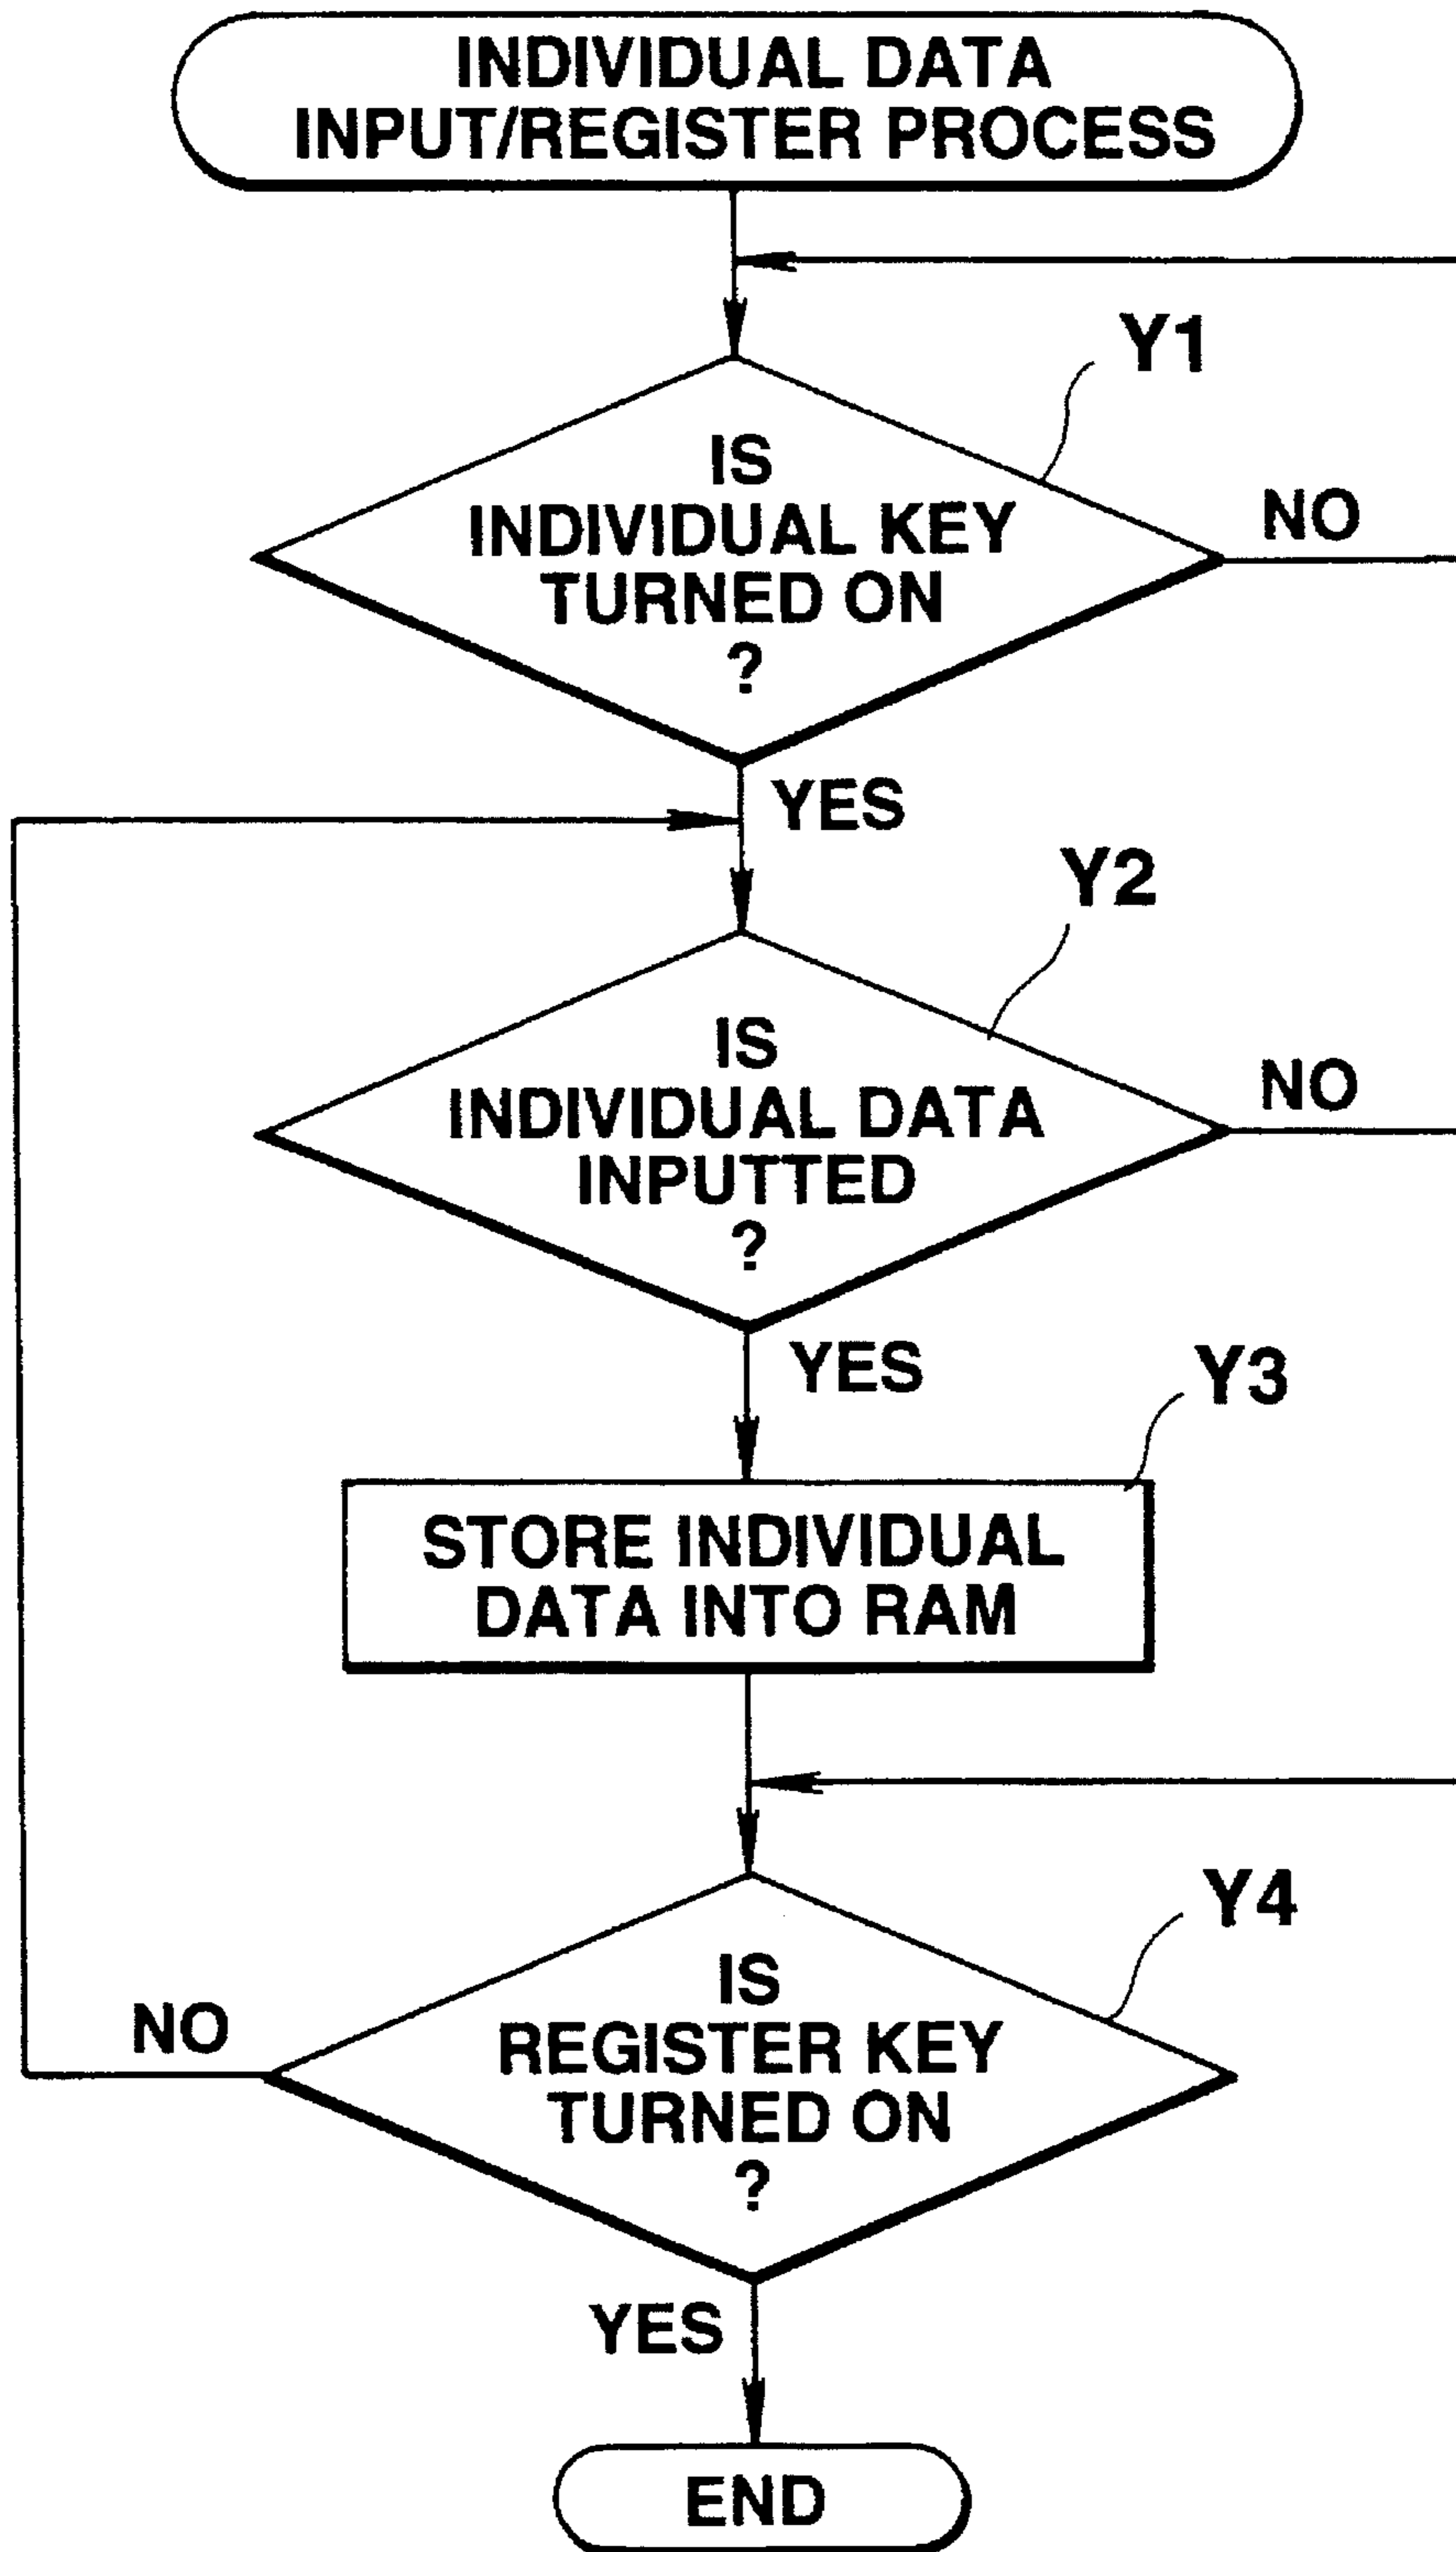 INDIVIDUAL DATA
INPUT/REGISTER PROCESS
Y1
IS
INDIVIDUAL KEY
TURNED ON
?
NO
YES
Y2
IS
INDIVIDUAL DATA
INPUTTED
?
NO
YES
Y3
STORE INDIVIDUAL
DATA INTO RAM
Y4
IS
REGISTER KEY
TURNED ON
?
NO
YES
END